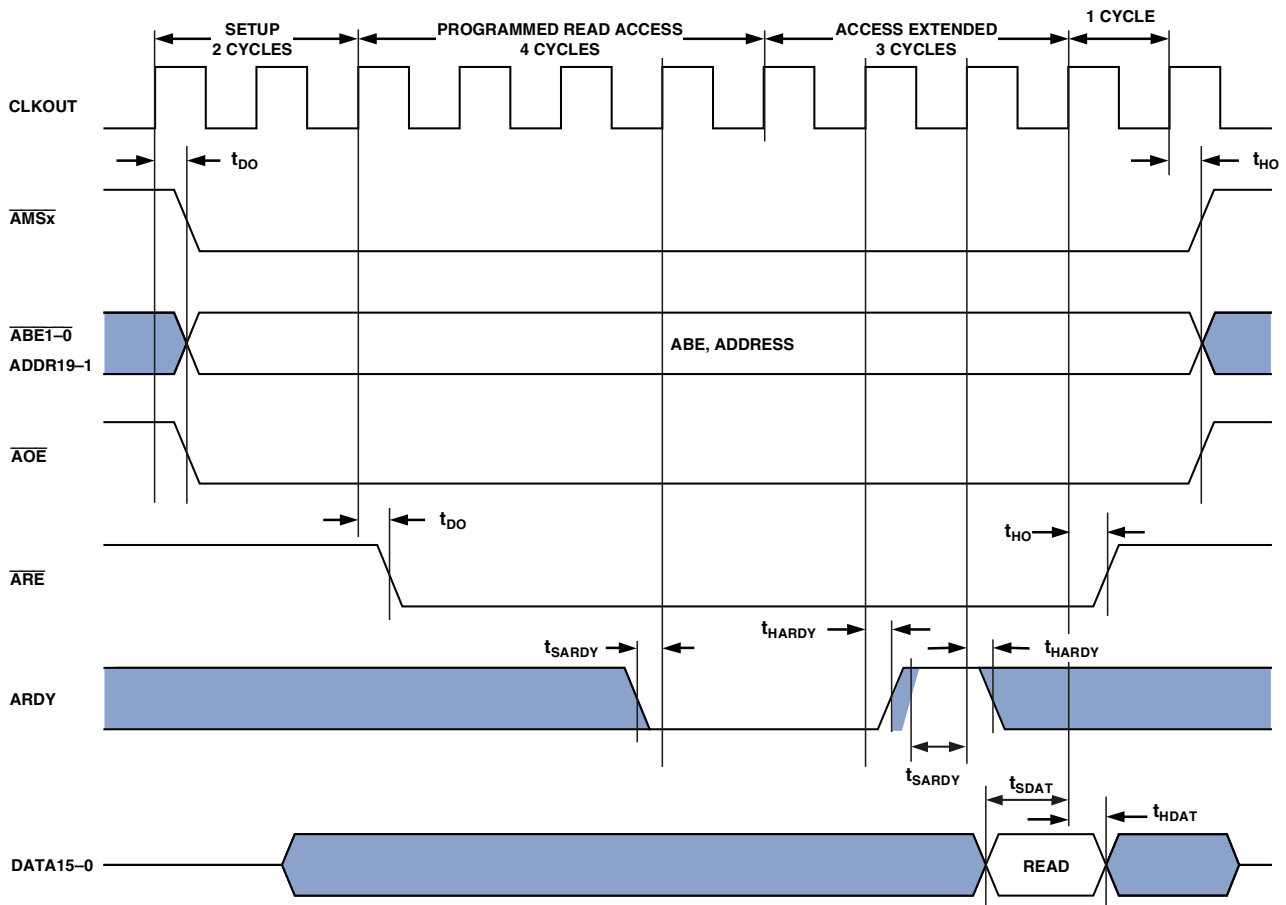 SETUP
2 CYCLES
PROGRAMMED READ ACCESS
4 CYCLES
ACCESS EXTENDED
3 CYCLES
1 CYCLE
CLKOUT
tDO
tHO
AMSx
ABE1–0
ADDR19–1
ABE, ADDRESS
AOE
tDO
tHO
ARE
tSARDY
tHARDY
tHARDY
ARDY
tSARDY
tSDAT
tHDAT
DATA15–0
READ